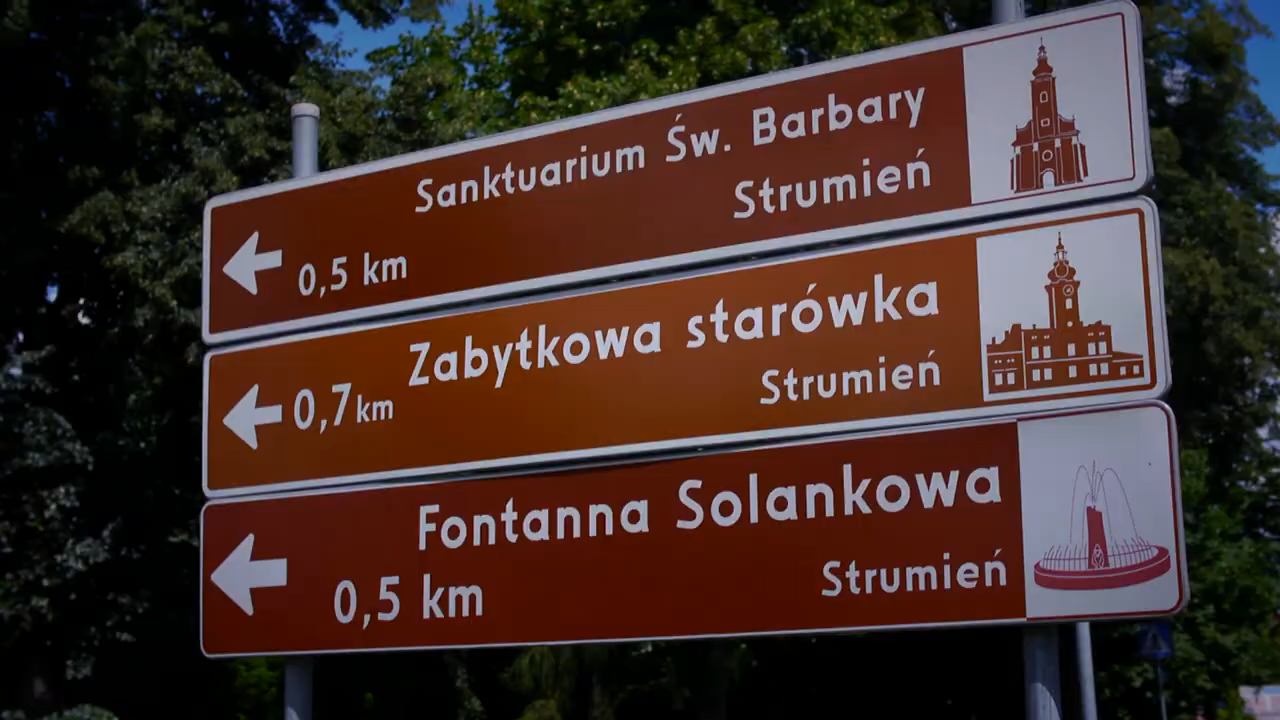 Sanktuarium Św. Barbary
Strumień
0,5 km
Zabytkowa starówka
Strumień
0,7 km
Fontanna Solankowa
Strumień
0,5 km